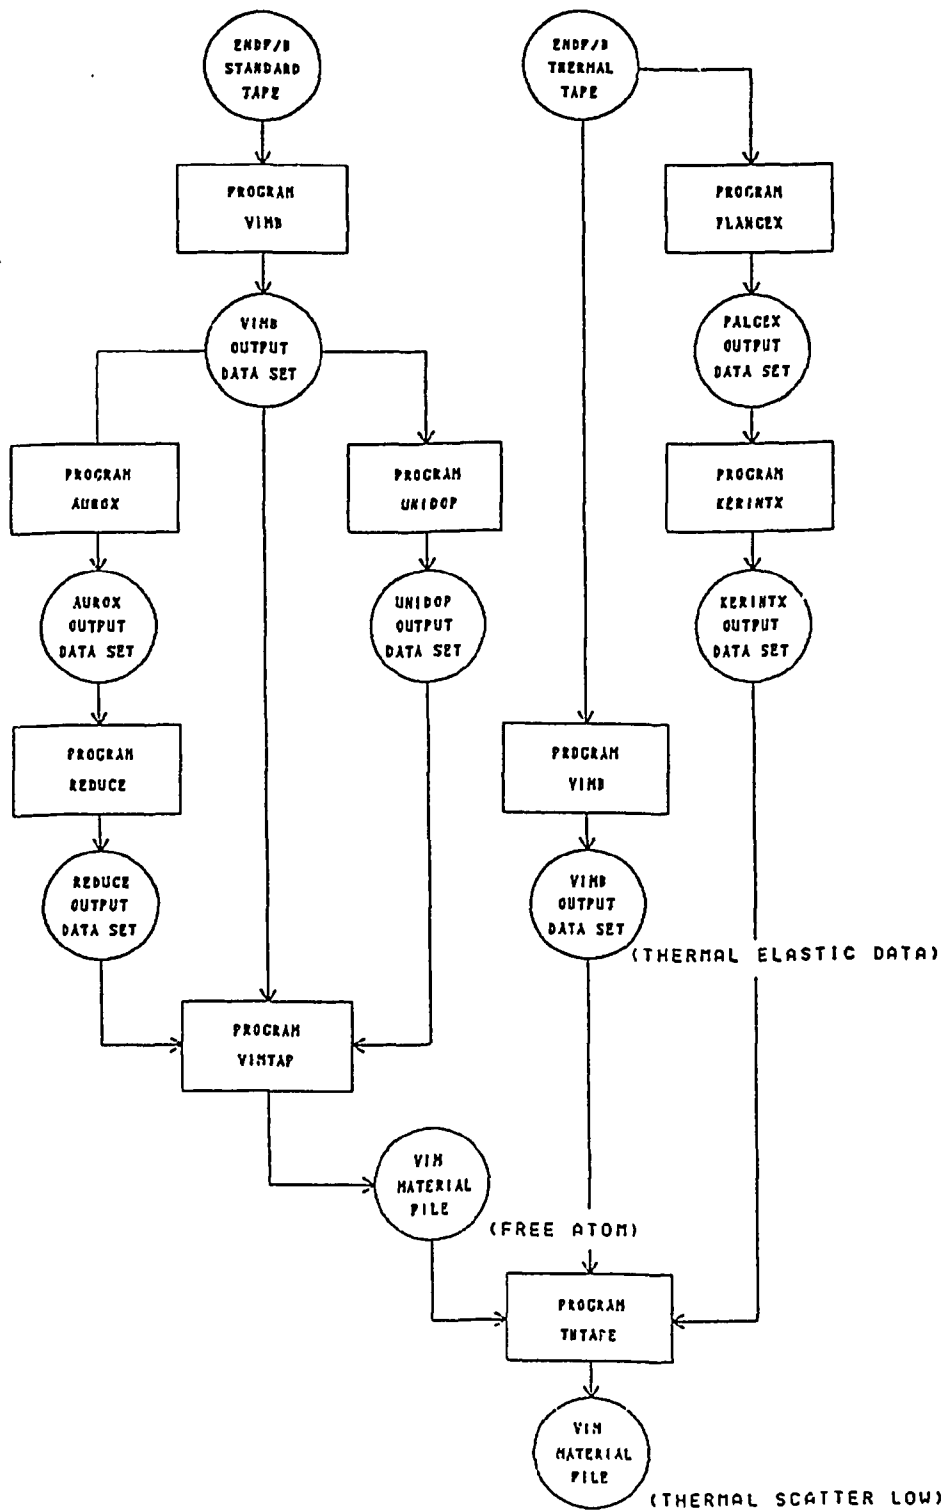 ENDF/B
STANDARD
TAPE
ENDF/B
THERMAL
TAPE
PROGRAM
VIMB
PROGRAM
FLANGEX
VIMB
OUTPUT
DATA SET
PALGEX
OUTPUT
DATA SET
PROGRAM
AUROX
PROGRAM
UNIDOP
PROGRAM
KERINTX
AUROX
OUTPUT
DATA SET
UNIDOP
OUTPUT
DATA SET
KERINTX
OUTPUT
DATA SET
PROGRAM
REDUCE
PROGRAM
VIMB
REDUCE
OUTPUT
DATA SET
VIMB
OUTPUT
DATA SET
(THERMAL ELASTIC DATA)
PROGRAM
VIMTAP
VIM
MATERIAL
FILE
(FREE ATOM)
PROGRAM
TMTAPE
VIM
MATERIAL
FILE
(THERMAL SCATTER LOW)